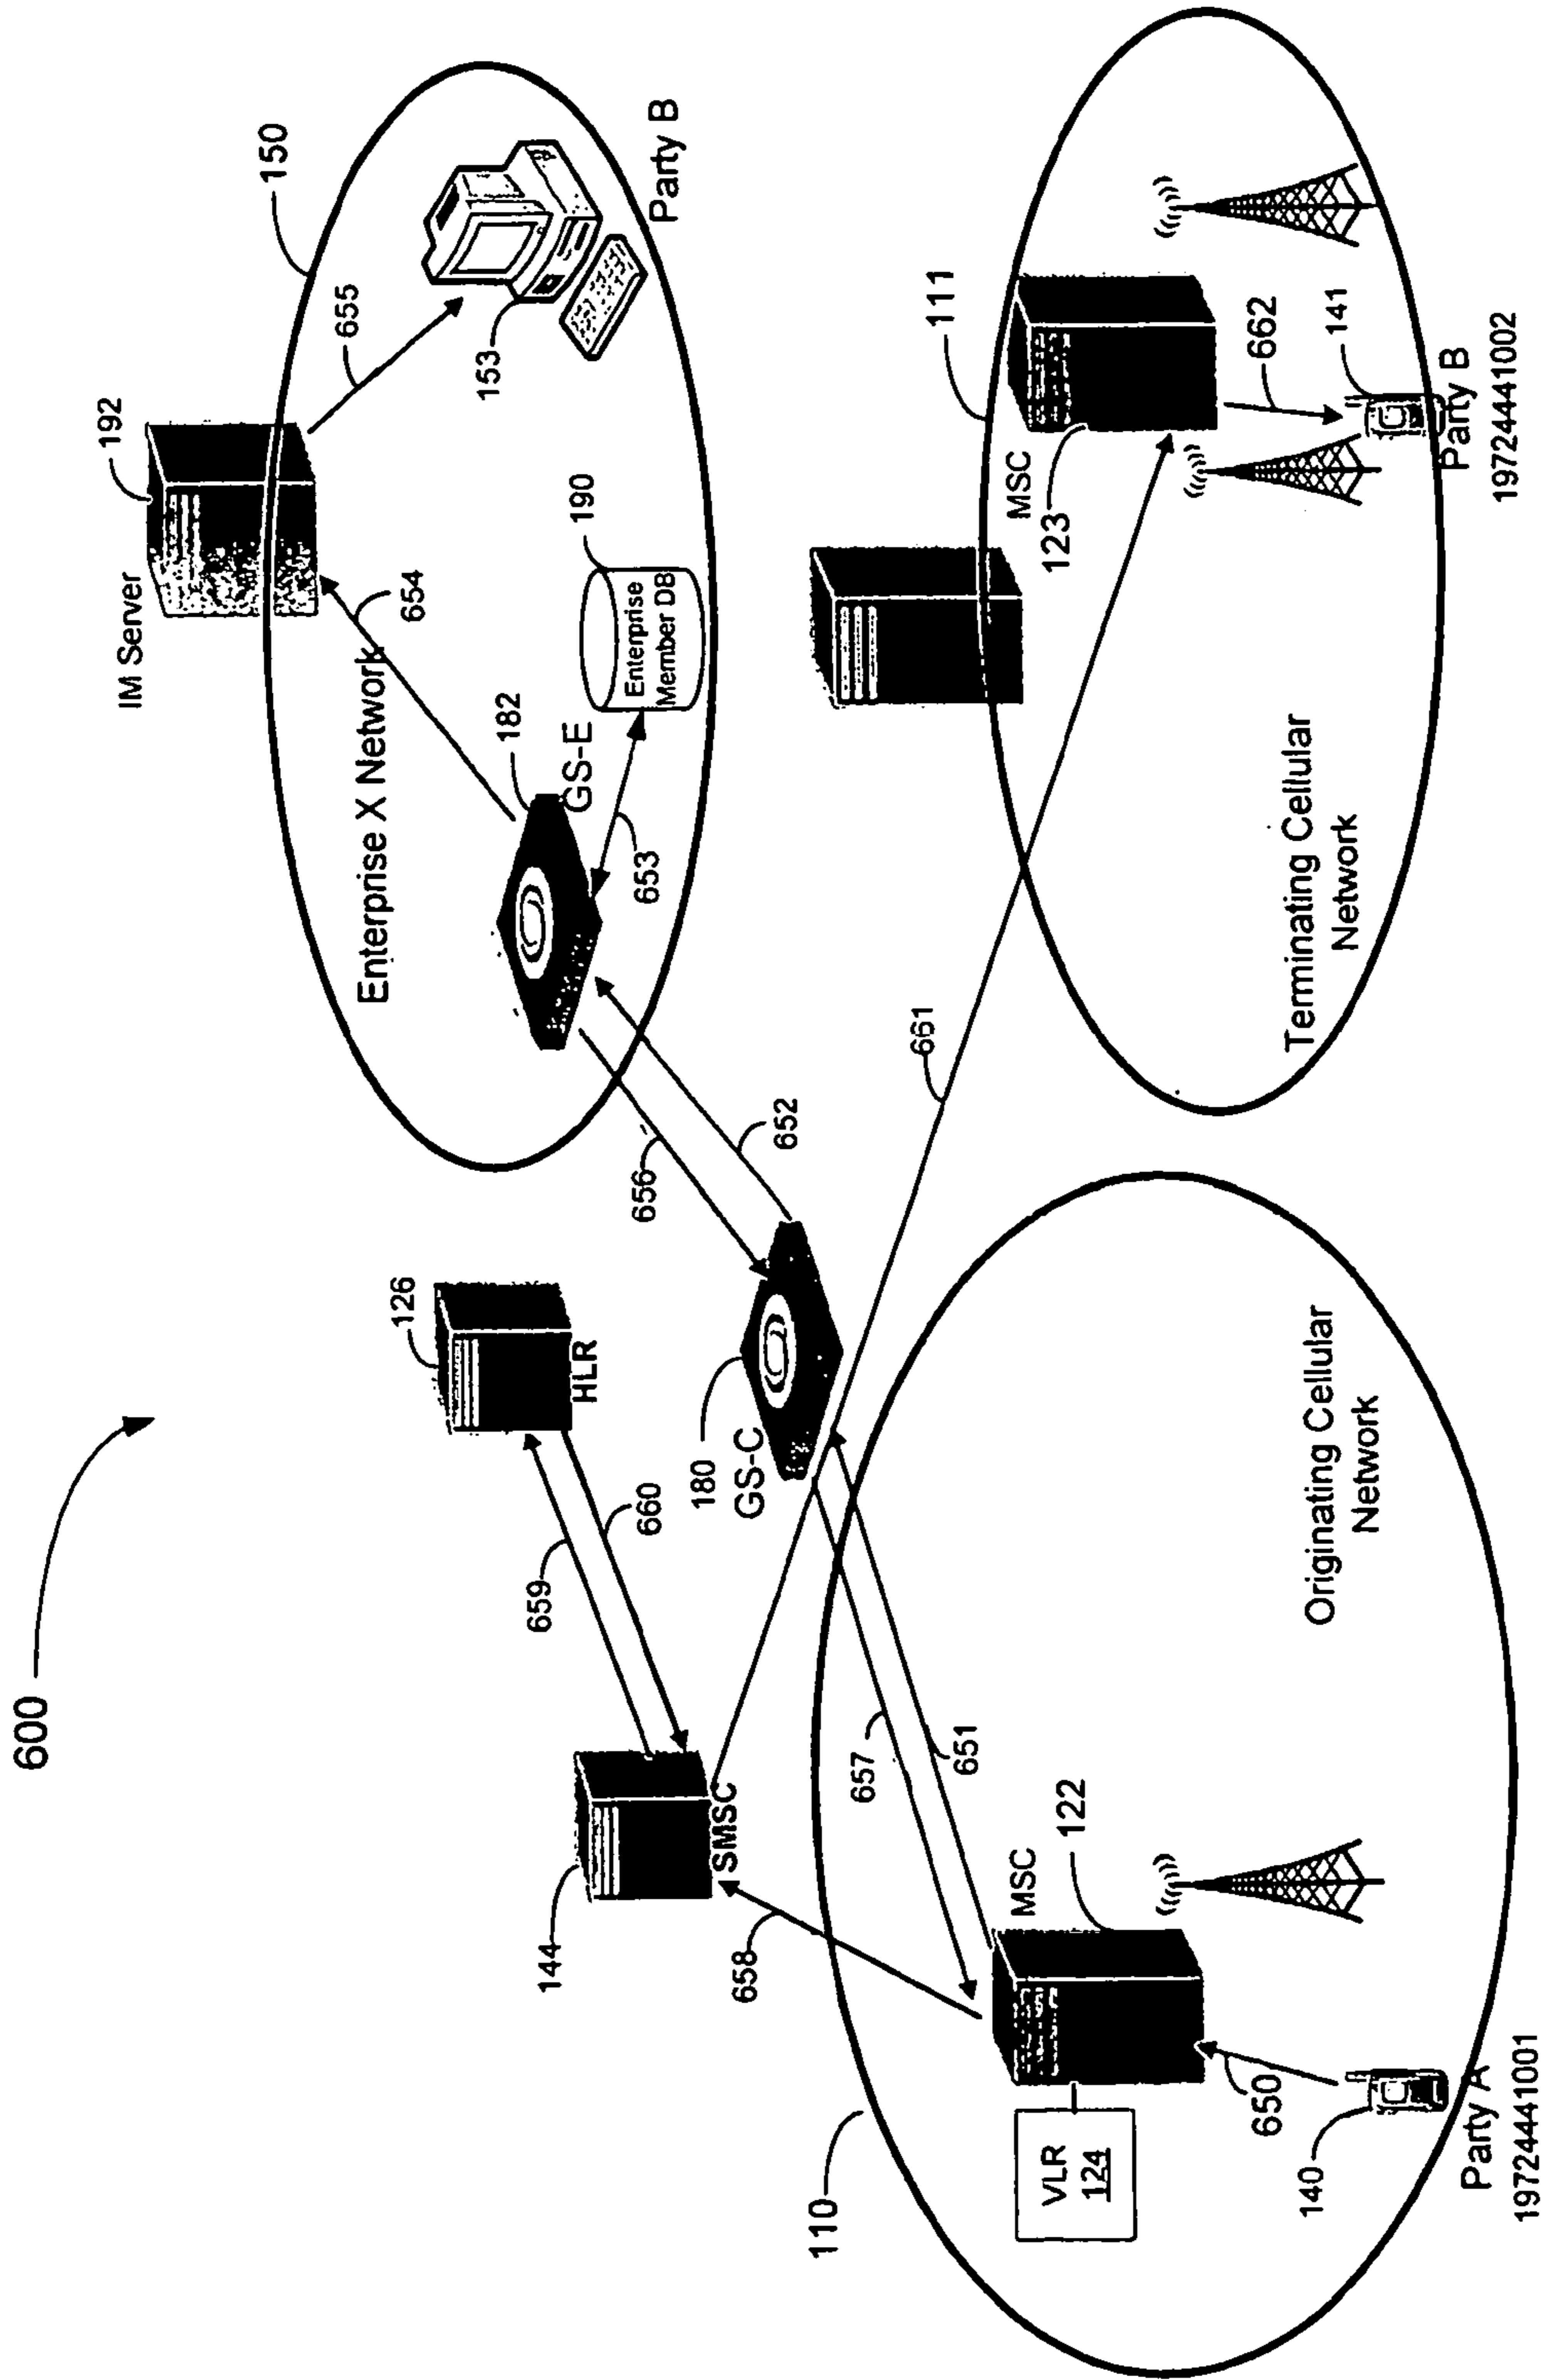 600
IM Server
192
150
Enterprise X Network
654
655
153
Party B
182
GS-E
653
190
Enterprise
Member DB
126
HLR
659
660
656
652
144
SMSC
180
GS-C
658
657
651
661
110
VLR
124
MSC
122
650
140
Party A
19724441001
Originating Cellular
Network
111
MSC
123
662
141
Party B
19724441002
Terminating Cellular
Network